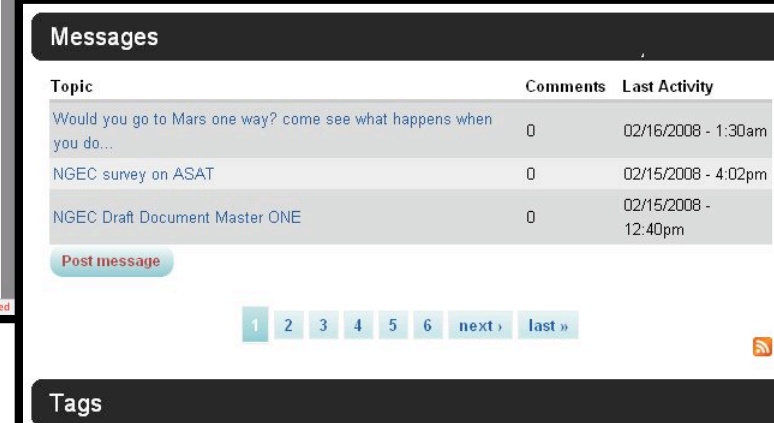 Messages
Topic Comments Last Activity
Would you go to Mars one way? come see what happens when
you do... 0 02/16/2008 - 1:30am
NGEC survey on ASAT 0 02/15/2008 - 4:02pm
NGEC Draft Document Master ONE 0 02/15/2008 -
12:40pm
Post message
1 2 3 4 5 6 next › last »
ed
Tags